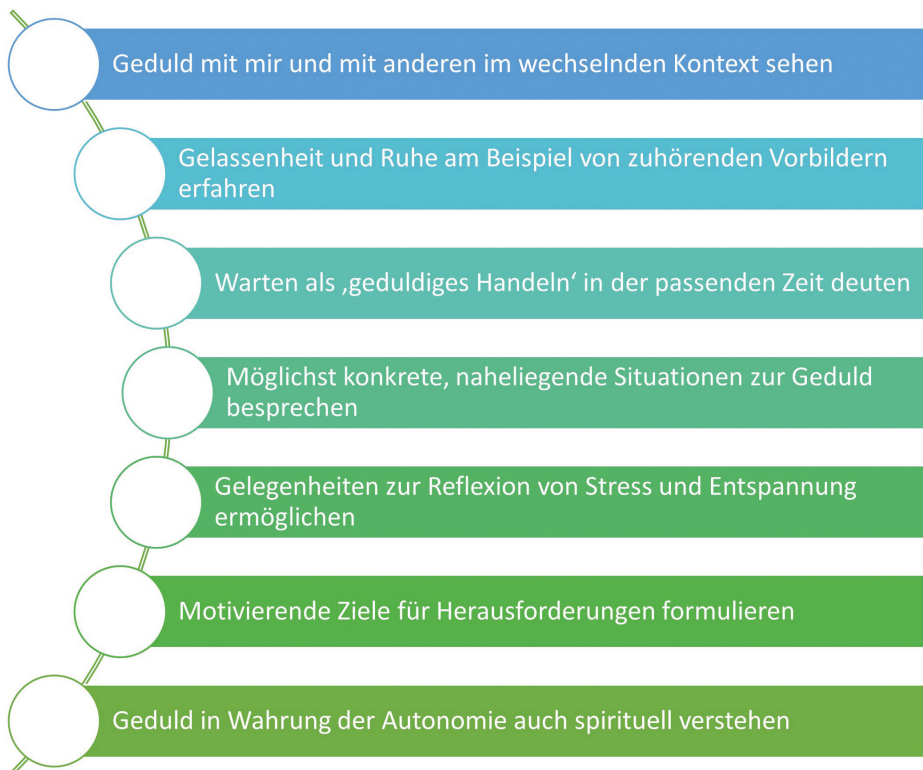 Geduld mit mir und mit anderen im wechselnden Kontext sehen
Gelassenheit und Ruhe am Beispiel von zuhörenden Vorbildern
erfahren
Warten als ‚geduldiges Handeln‘ in der passenden Zeit deuten
Möglichst konkrete, naheliegende Situationen zur Geduld
besprechen
Gelegenheiten zur Reflexion von Stress und Entspannung
ermöglichen
Motivierende Ziele für Herausforderungen formulieren
Geduld in Wahrung der Autonomie auch spirituell verstehen